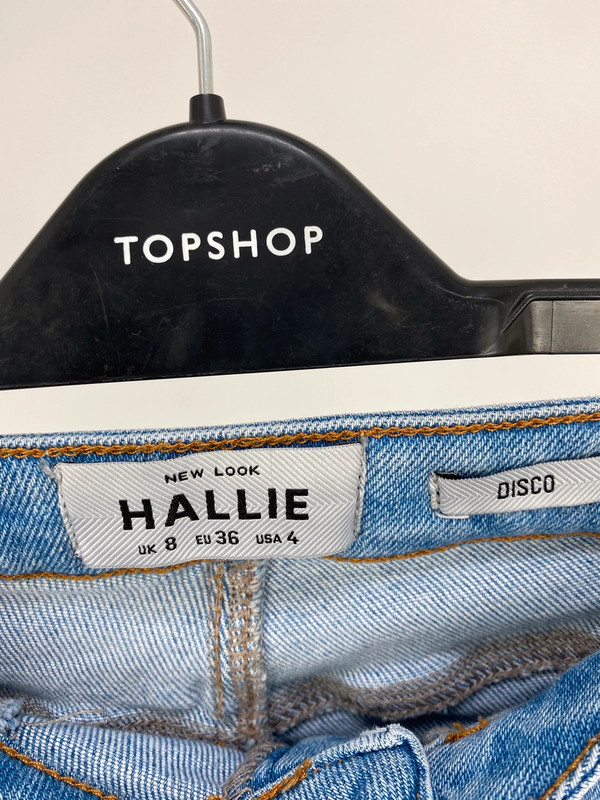 TOPSHOP
NEW LOOK
HALLIE
UK 8 EU 36 USA 4
DISCO